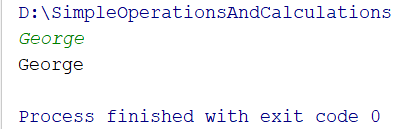 D:\SimpleOperationsAndCalculations
George
George
Process finished with exit code 0